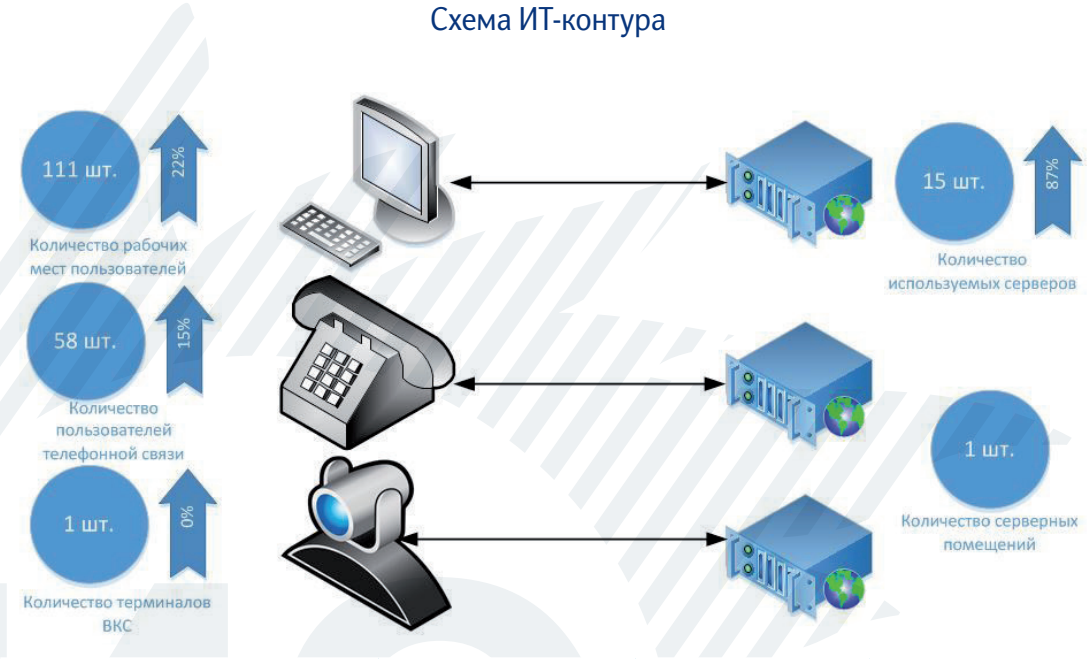 Схема ИТ-контура
111 шт.
22%
Количество рабочих
мест пользователей
58 шт.
15%
Количество
пользователей
телефонной связи
1 шт.
0%
Количество терминалов
ВКС
15 шт.
87%
Количество
используемых серверов
1 шт.
Количество серверных
помещений